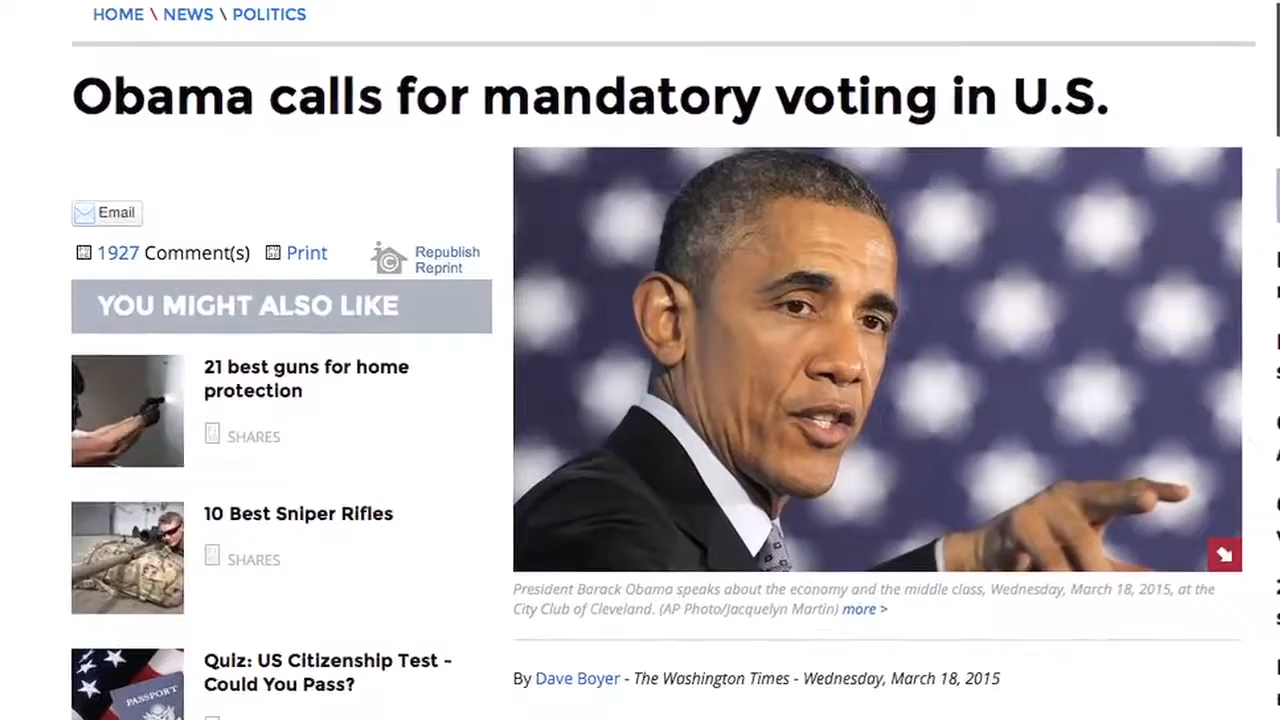 HOME \ NEWS \ POLITICS
Obama calls for mandatory voting in U.S.
Email
1927 Comment(s) Print
Republish
Reprint
YOU MIGHT ALSO LIKE
21 best guns for home
protection
SHARES
10 Best Sniper Rifles
SHARES
Quiz: US Citizenship Test -
Could You Pass?
PASSPORT
President Barack Obama speaks about the economy and the middle class, Wednesday, March 18, 2015, at the
City Club of Cleveland. (AP Photo/Jacquelyn Martin) more >
By Dave Boyer - The Washington Times - Wednesday, March 18, 2015